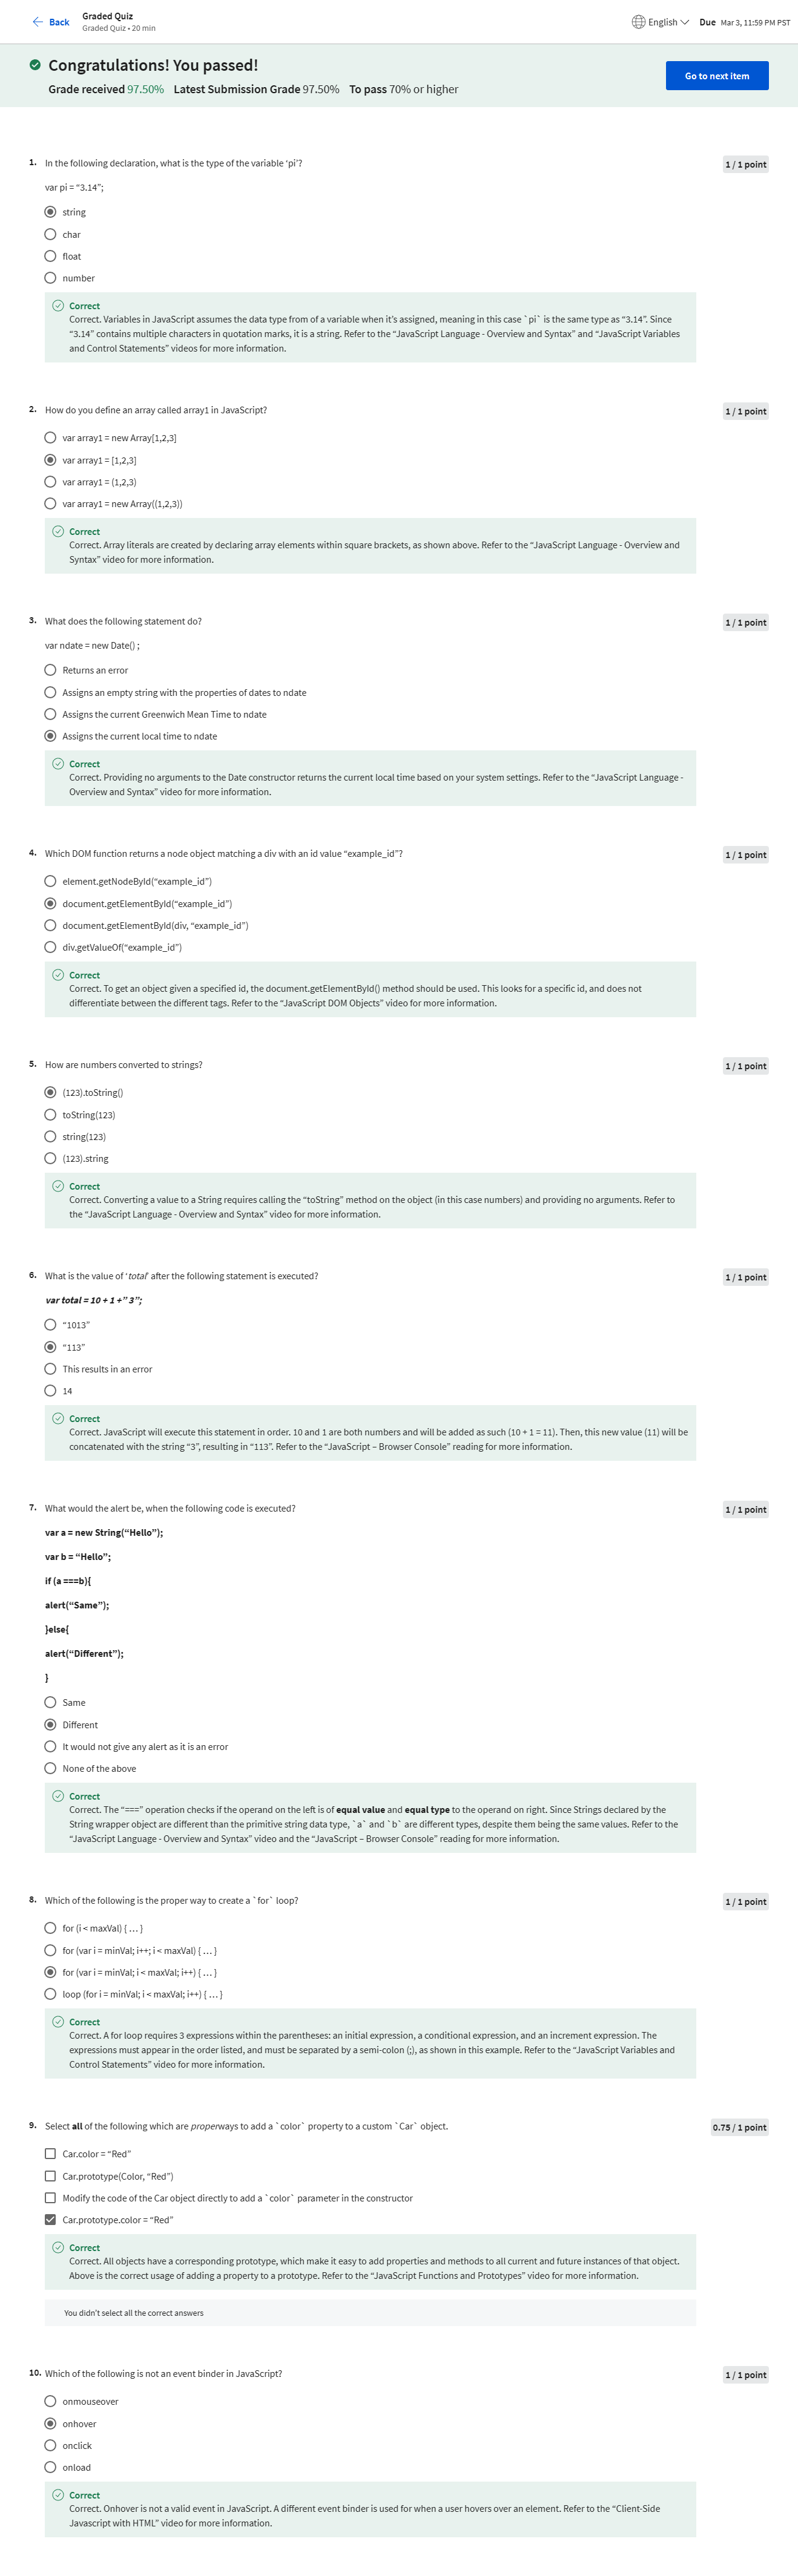 Back
Graded Quiz
Graded Quiz • 20 min
English
Due Mar 3, 11:59 PM PST
Congratulations! You passed!
Grade received 97.50% Latest Submission Grade 97.50% To pass 70% or higher
Go to next item
1. In the following declaration, what is the type of the variable ‘pi’?
1 / 1 point
var pi = “3.14”;
string
char
float
number
Correct
Correct. Variables in JavaScript assumes the data type from of a variable when it’s assigned, meaning in this case `pi` is the same type as “3.14”. Since
“3.14” contains multiple characters in quotation marks, it is a string. Refer to the “JavaScript Language - Overview and Syntax” and “JavaScript Variables
and Control Statements” videos for more information.
2. How do you define an array called array1 in JavaScript?
1 / 1 point
var array1 = new Array[1,2,3]
var array1 = [1,2,3]
var array1 = (1,2,3)
var array1 = new Array((1,2,3))
Correct
Correct. Array literals are created by declaring array elements within square brackets, as shown above. Refer to the “JavaScript Language - Overview and
Syntax” video for more information.
3. What does the following statement do?
1 / 1 point
var ndate = new Date() ;
Returns an error
Assigns an empty string with the properties of dates to ndate
Assigns the current Greenwich Mean Time to ndate
Assigns the current local time to ndate
Correct
Correct. Providing no arguments to the Date constructor returns the current local time based on your system settings. Refer to the “JavaScript Language -
Overview and Syntax” video for more information.
4. Which DOM function returns a node object matching a div with an id value “example_id”?
1 / 1 point
element.getNodeById(“example_id”)
document.getElementById(“example_id”)
document.getElementById(div, “example_id”)
div.getValueOf(“example_id”)
Correct
Correct. To get an object given a specified id, the document.getElementById() method should be used. This looks for a specific id, and does not
differentiate between the different tags. Refer to the “JavaScript DOM Objects” video for more information.
5. How are numbers converted to strings?
1 / 1 point
(123).toString()
toString(123)
string(123)
(123).string
Correct
Correct. Converting a value to a String requires calling the “toString” method on the object (in this case numbers) and providing no arguments. Refer to
the “JavaScript Language - Overview and Syntax” video for more information.
6. What is the value of ‘total’ after the following statement is executed?
1 / 1 point
var total = 10 + 1 +” 3”;
“1013”
“113”
This results in an error
14
Correct
Correct. JavaScript will execute this statement in order. 10 and 1 are both numbers and will be added as such (10 + 1 = 11). Then, this new value (11) will be
concatenated with the string “3”, resulting in “113”. Refer to the “JavaScript – Browser Console” reading for more information.
7. What would the alert be, when the following code is executed?
1 / 1 point
var a = new String(“Hello”);
var b = “Hello”;
if (a ===b){
alert(“Same”);
}else{
alert(“Different”);
}
Same
Different
It would not give any alert as it is an error
None of the above
Correct
Correct. The “===” operation checks if the operand on the left is of equal value and equal type to the operand on right. Since Strings declared by the
String wrapper object are different than the primitive string data type, `a` and `b` are different types, despite them being the same values. Refer to the
“JavaScript Language - Overview and Syntax” video and the “JavaScript – Browser Console” reading for more information.
8. Which of the following is the proper way to create a `for` loop?
1 / 1 point
for (i < maxVal) { … }
for (var i = minVal; i++; i < maxVal) { … }
for (var i = minVal; i < maxVal; i++) { … }
loop (for i = minVal; i < maxVal; i++) { … }
Correct
Correct. A for loop requires 3 expressions within the parentheses: an initial expression, a conditional expression, and an increment expression. The
expressions must appear in the order listed, and must be separated by a semi-colon (;), as shown in this example. Refer to the “JavaScript Variables and
Control Statements” video for more information.
9. Select all of the following which are properways to add a `color` property to a custom `Car` object.
0.75 / 1 point
Car.color = “Red”
Car.prototype(Color, “Red”)
Modify the code of the Car object directly to add a `color` parameter in the constructor
Car.prototype.color = “Red”
Correct
Correct. All objects have a corresponding prototype, which make it easy to add properties and methods to all current and future instances of that object.
Above is the correct usage of adding a property to a prototype. Refer to the “JavaScript Functions and Prototypes” video for more information.
You didn’t select all the correct answers
10. Which of the following is not an event binder in JavaScript?
1 / 1 point
onmouseover
onhover
onclick
onload
Correct
Correct. Onhover is not a valid event in JavaScript. A different event binder is used for when a user hovers over an element. Refer to the “Client-Side
Javascript with HTML” video for more information.